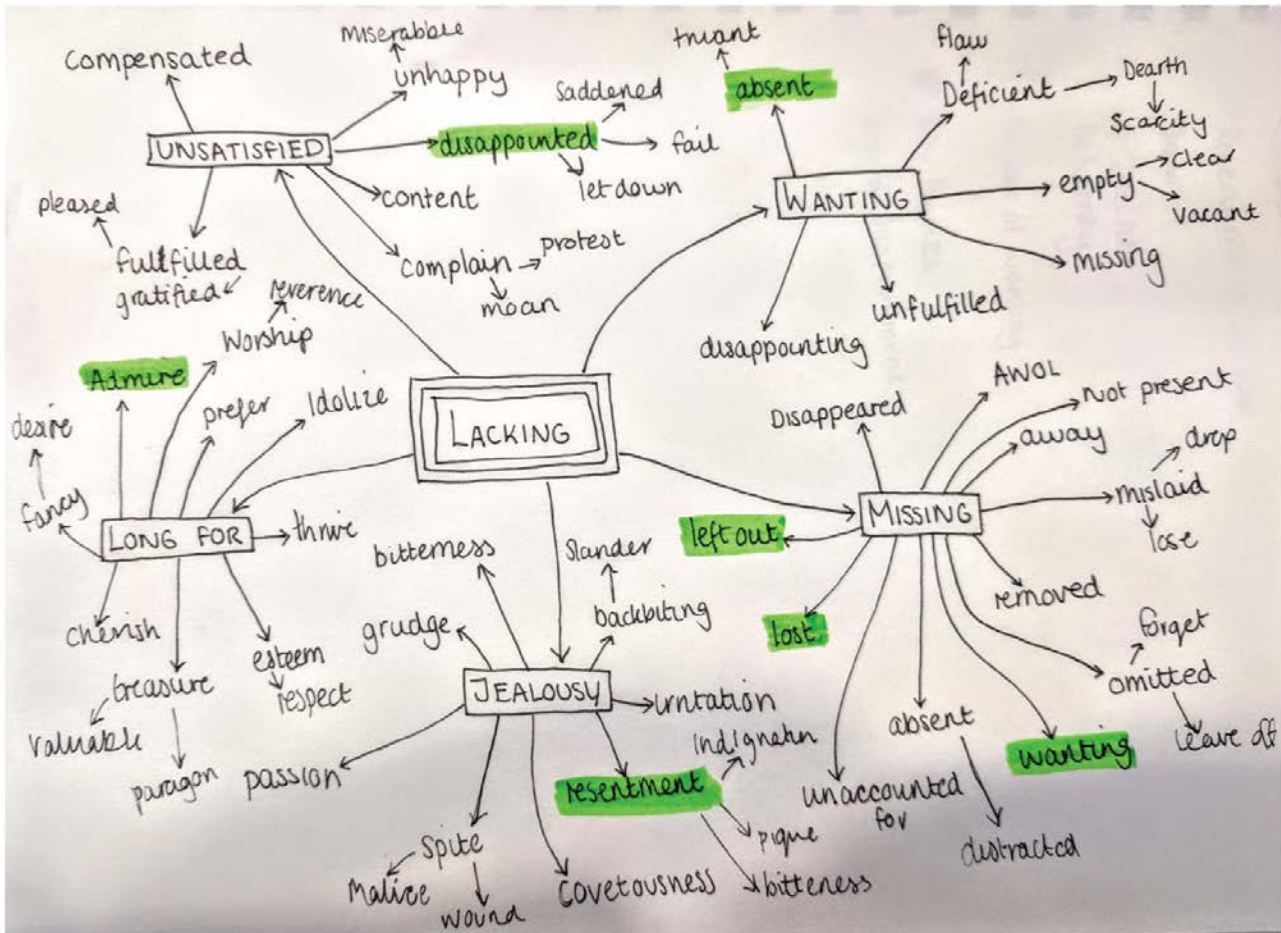 Compensated
miserabble
unhappy
UNSATISFIED
disappointed
saddened
fail
let down
content
pleased
fullfilled
gratified
complain
protest
moan
truant
absent
flaw
Deficient
Dearth
Scarcity
WANTING
empty
clear
vacant
missing
unfulfilled
disappointing
reverence
Worship
Admire
prefer
Idolize
desire
fancy
LONG FOR
thrive
cherish
treasure
valuable
paragon
esteem
respect
LACKING
Disappeared
AWOL
Not present
away
drop
mislaid
lose
MISSING
left out
lost
removed
forget
omitted
leave off
wanting
absent
distracted
unaccounted
for
bitterness
slander
backbiting
grudge
JEALOUSY
irritation
indignatn
resentment
pique
bitteness
passion
Spite
Malice
wound
Covetousness